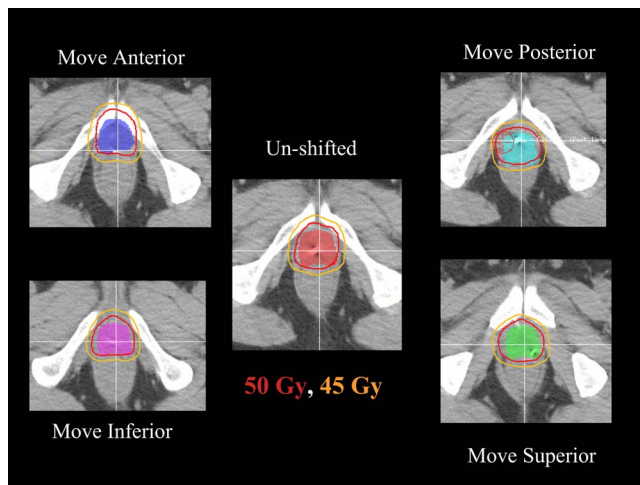 Move Anterior
Move Posterior
Un-shifted
50 Gy, 45 Gy
Move Inferior
Move Superior